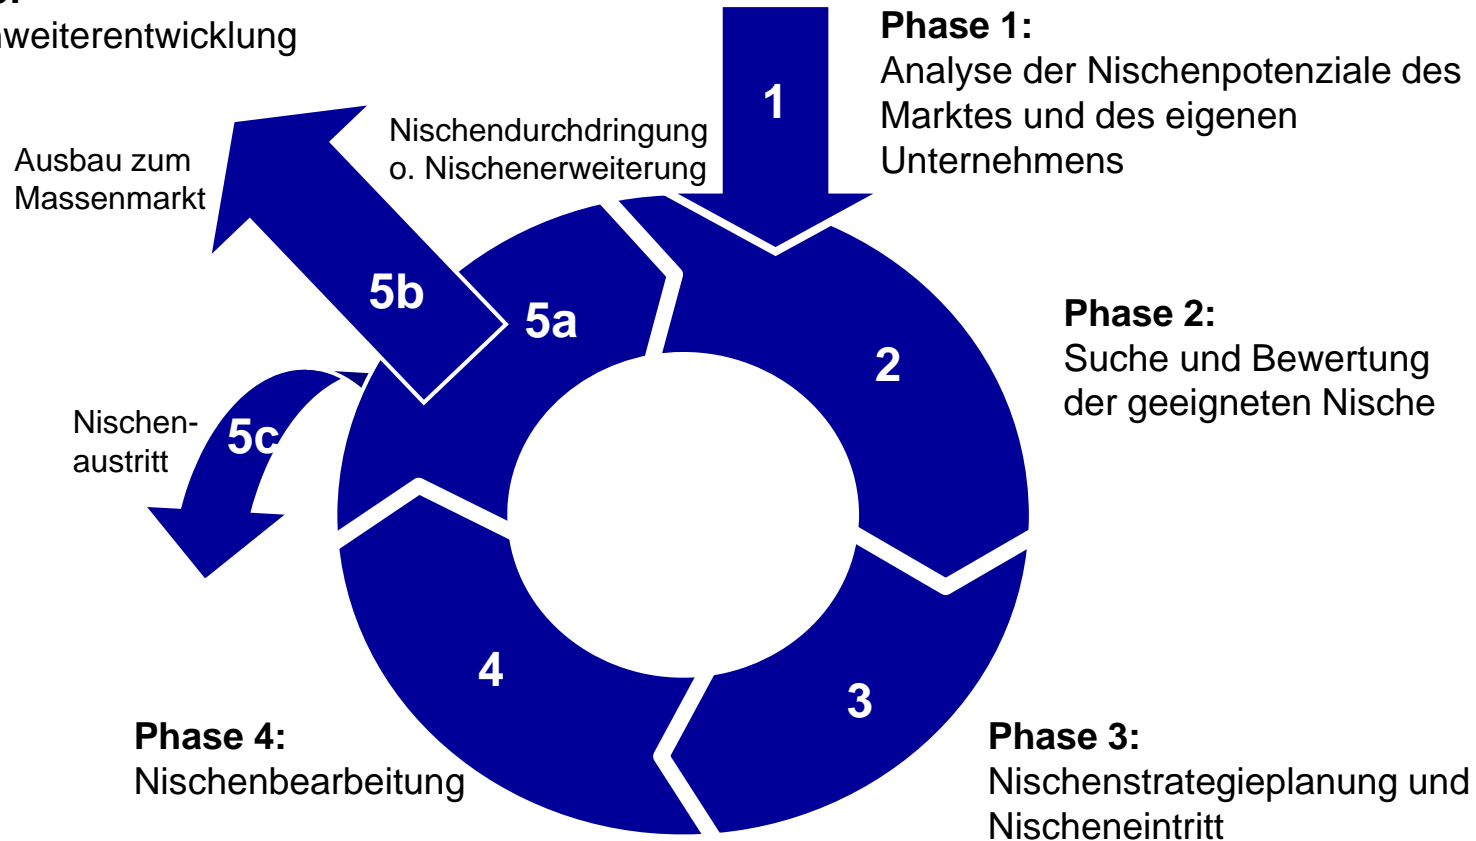 weiterentwicklung
Phase 1:
Analyse der Nischenpotenziale des
Marktes und des eigenen
Unternehmens
1
Nischendurchdringung
o. Nischenerweiterung
Ausbau zum
Massenmarkt
5b
5a
2
Phase 2:
Suche und Bewertung
der geeigneten Nische
Nischen-
austritt
5c
4
3
Phase 4:
Nischenbearbeitung
Phase 3:
Nischenstrategieplanung und
Nischeneintritt